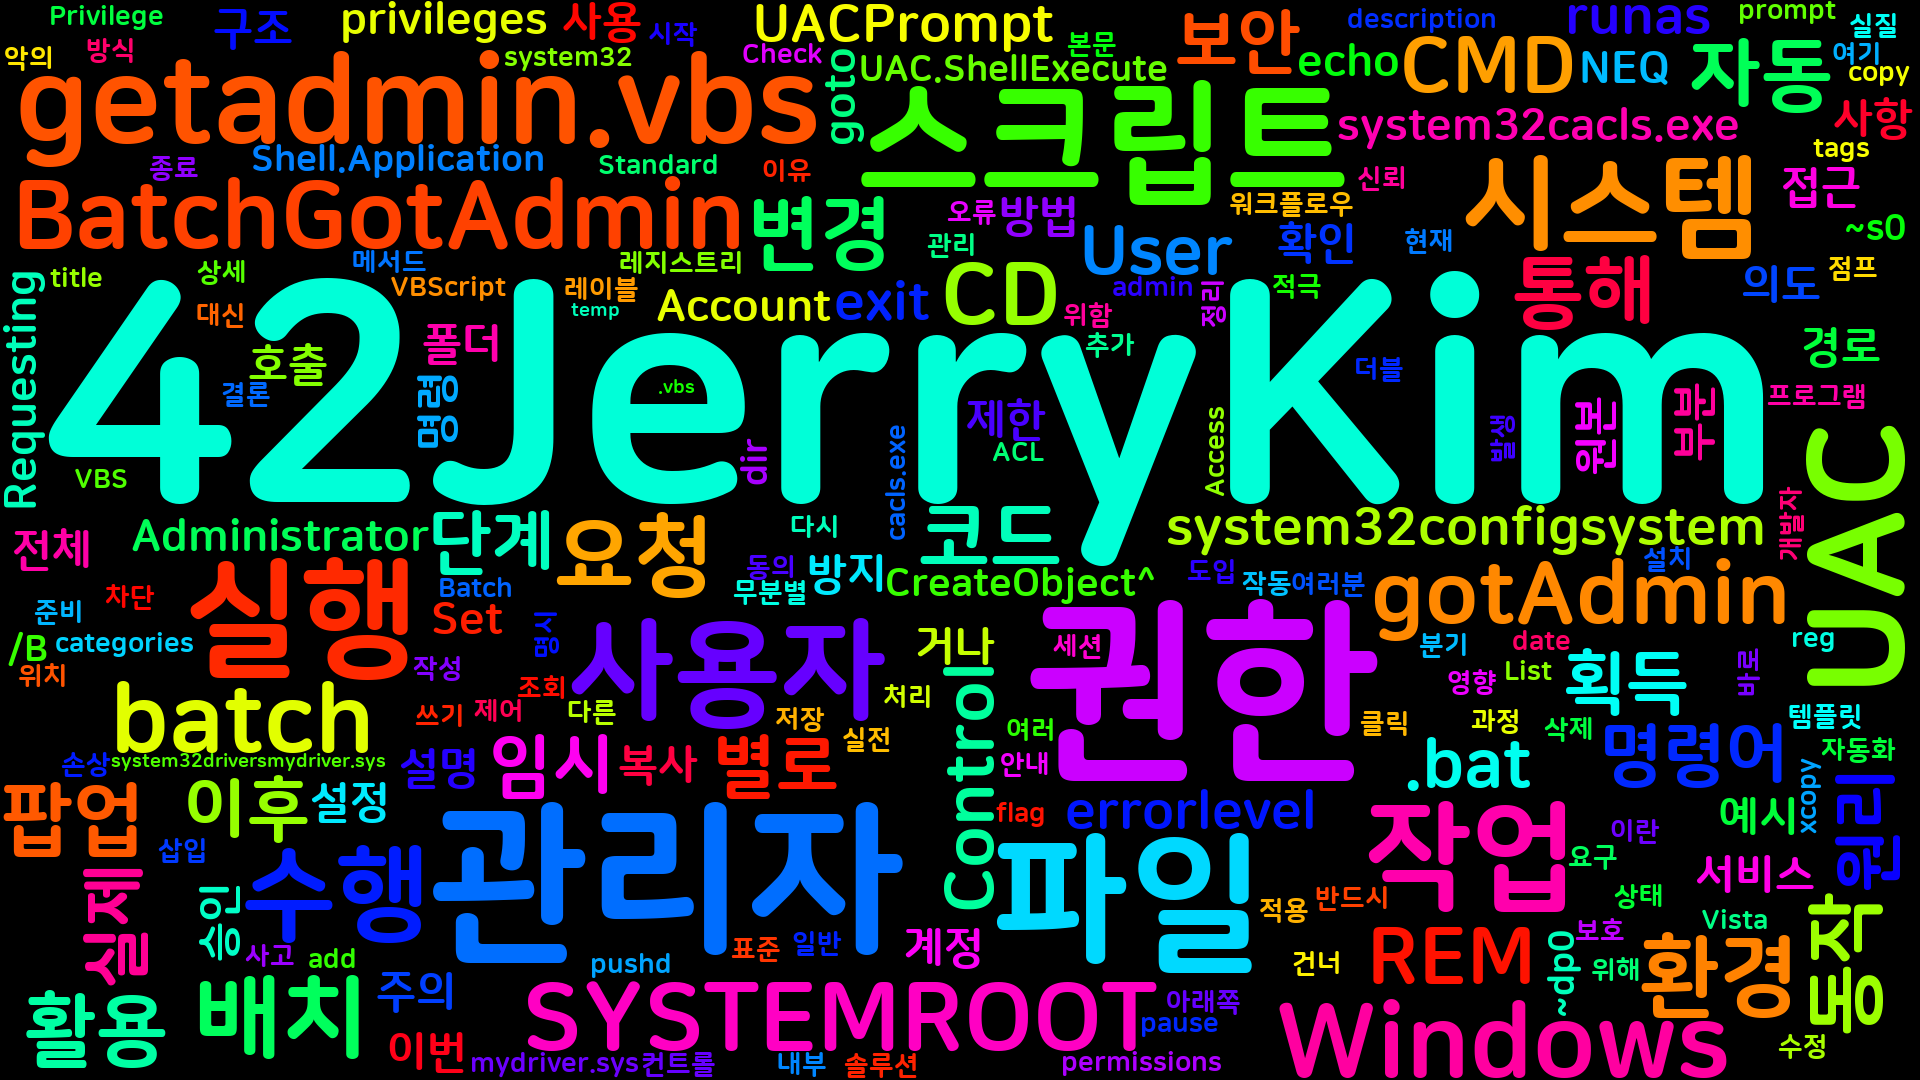 Privilege
구조
privileges
사용
시작
UACPrompt
보안
description
runas
prompt
실질
악의
방식
system32
Check
본문
goto
UAC.ShellExecute
echo
CMD
NEQ
자동
여기
copy
getadmin.vbs
스크립트
system32cacls.exe
사항
종료
Shell.Application
Standard
이유
신뢰
tags
BatchGotAdmin
변경
오류
방법
워크플로우
시스템
접근
~s0
관리
User
확인
현재
title
상세
메서드
레지스트리
VBScript
레이블
temp
Account
exit
CD
admin
정리
적극
통해
의도
점프
Requesting
대신
위함
42JerryKim
호출
폴더
추가
더블
경로
결론
명령
.vbs
제한
원본
부분
프로그램
VBS
dir
cacls.exe
ACL
Access
발생
UAC
전체
Administrator
단계
요청
다시
코드
system32configsystem
개발자
Batch
동의
방지
CreateObject^
도입
작동
여러분
설치
준비
차단
실행
Set
무분별
gotAdmin
/B
categories
명시
사용자
거나
권한
세션
분기
date
reg
위치
작성
조회
Control
영향
List
획득
바로
batch
쓰기
제어
다른
저장
처리
여러
클릭
과정
삭제
템플릿
손상
system32driversmydriver.sys
설명
임시
복사
별로
실전
안내
.bat
명령어
자동화
팝업
이후
설정
flag
errorlevel
작업
이란
예시
xcopy
원리
삽입
수행
관리자
파일
요구
서비스
실제
승인
적용
반드시
상태
동작
사고
add
표준
일반
계정
건너
REM
보호
Vista
활용
배치
주의
pushd
SYSTEMROOT
아래쪽
~dp0
위해
환경
이번
mydriver.sys
컨트롤
내부
솔루션
pause
permissions
Windows
수정